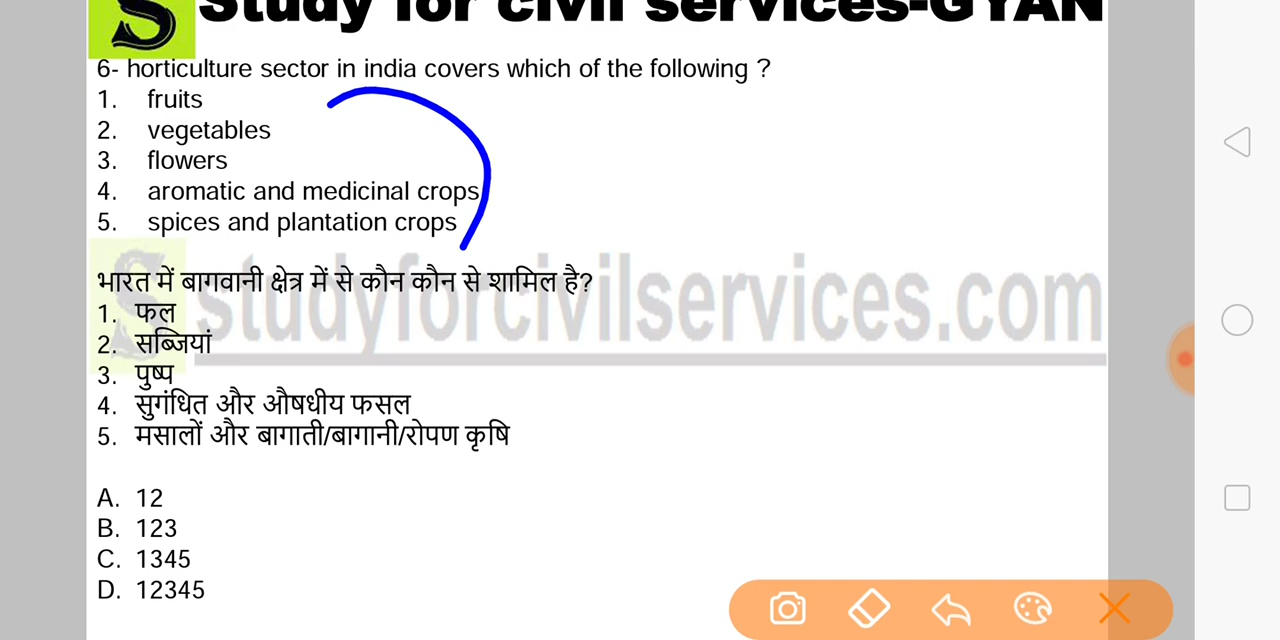 Study for civil services-GYAN
6- horticulture sector in india covers which of the following ?
1. fruits
2. vegetables
3. flowers
4. aromatic and medicinal crops
5. spices and plantation crops
studyforcivilservices.com
भारत में बागवानी क्षेत्र में से कौन कौन से शामिल है?
1. फल
2. सब्जियां
3. पुष्प
4. सुगंधित और औषधीय फसल
5. मसालों और बागाती/बागानी/रोपण कृषि
A. 12
B. 123
C. 1345
D. 12345